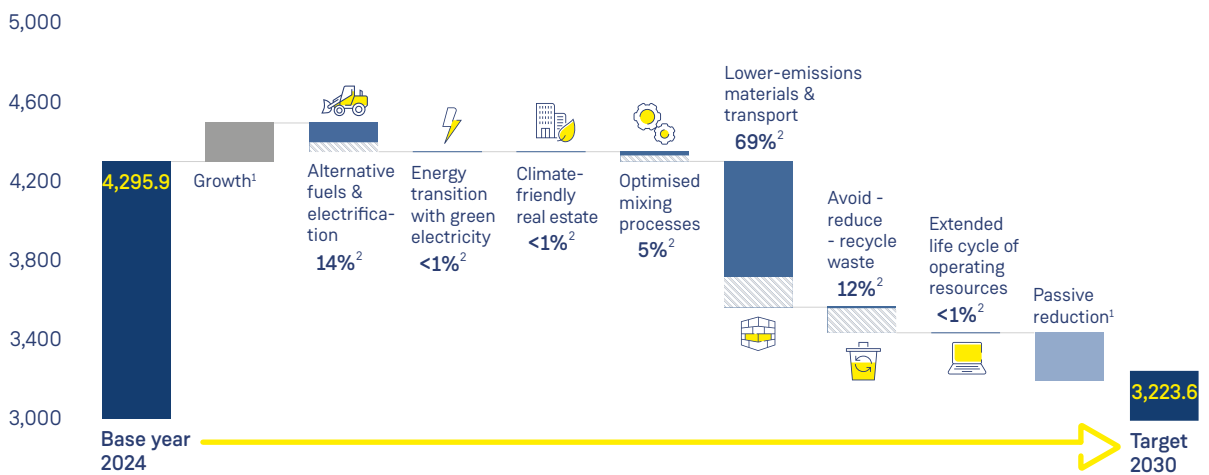 5,000
4,600
4,200
3,800
3,400
3,000
4,295.9
Base year
2024
Growth¹
Alternative
fuels &
electrifica-
tion
14%²
Energy
transition
with green
electricity
<1%²
Climate-
friendly
real estate
<1%²
Optimised
mixing
processes
5%²
Lower-emissions
materials &
transport
69%²
Avoid -
reduce
- recycle
waste
12%²
Extended
life cycle of
operating
resources
<1%²
Passive
reduction¹
3,223.6
Target
2030